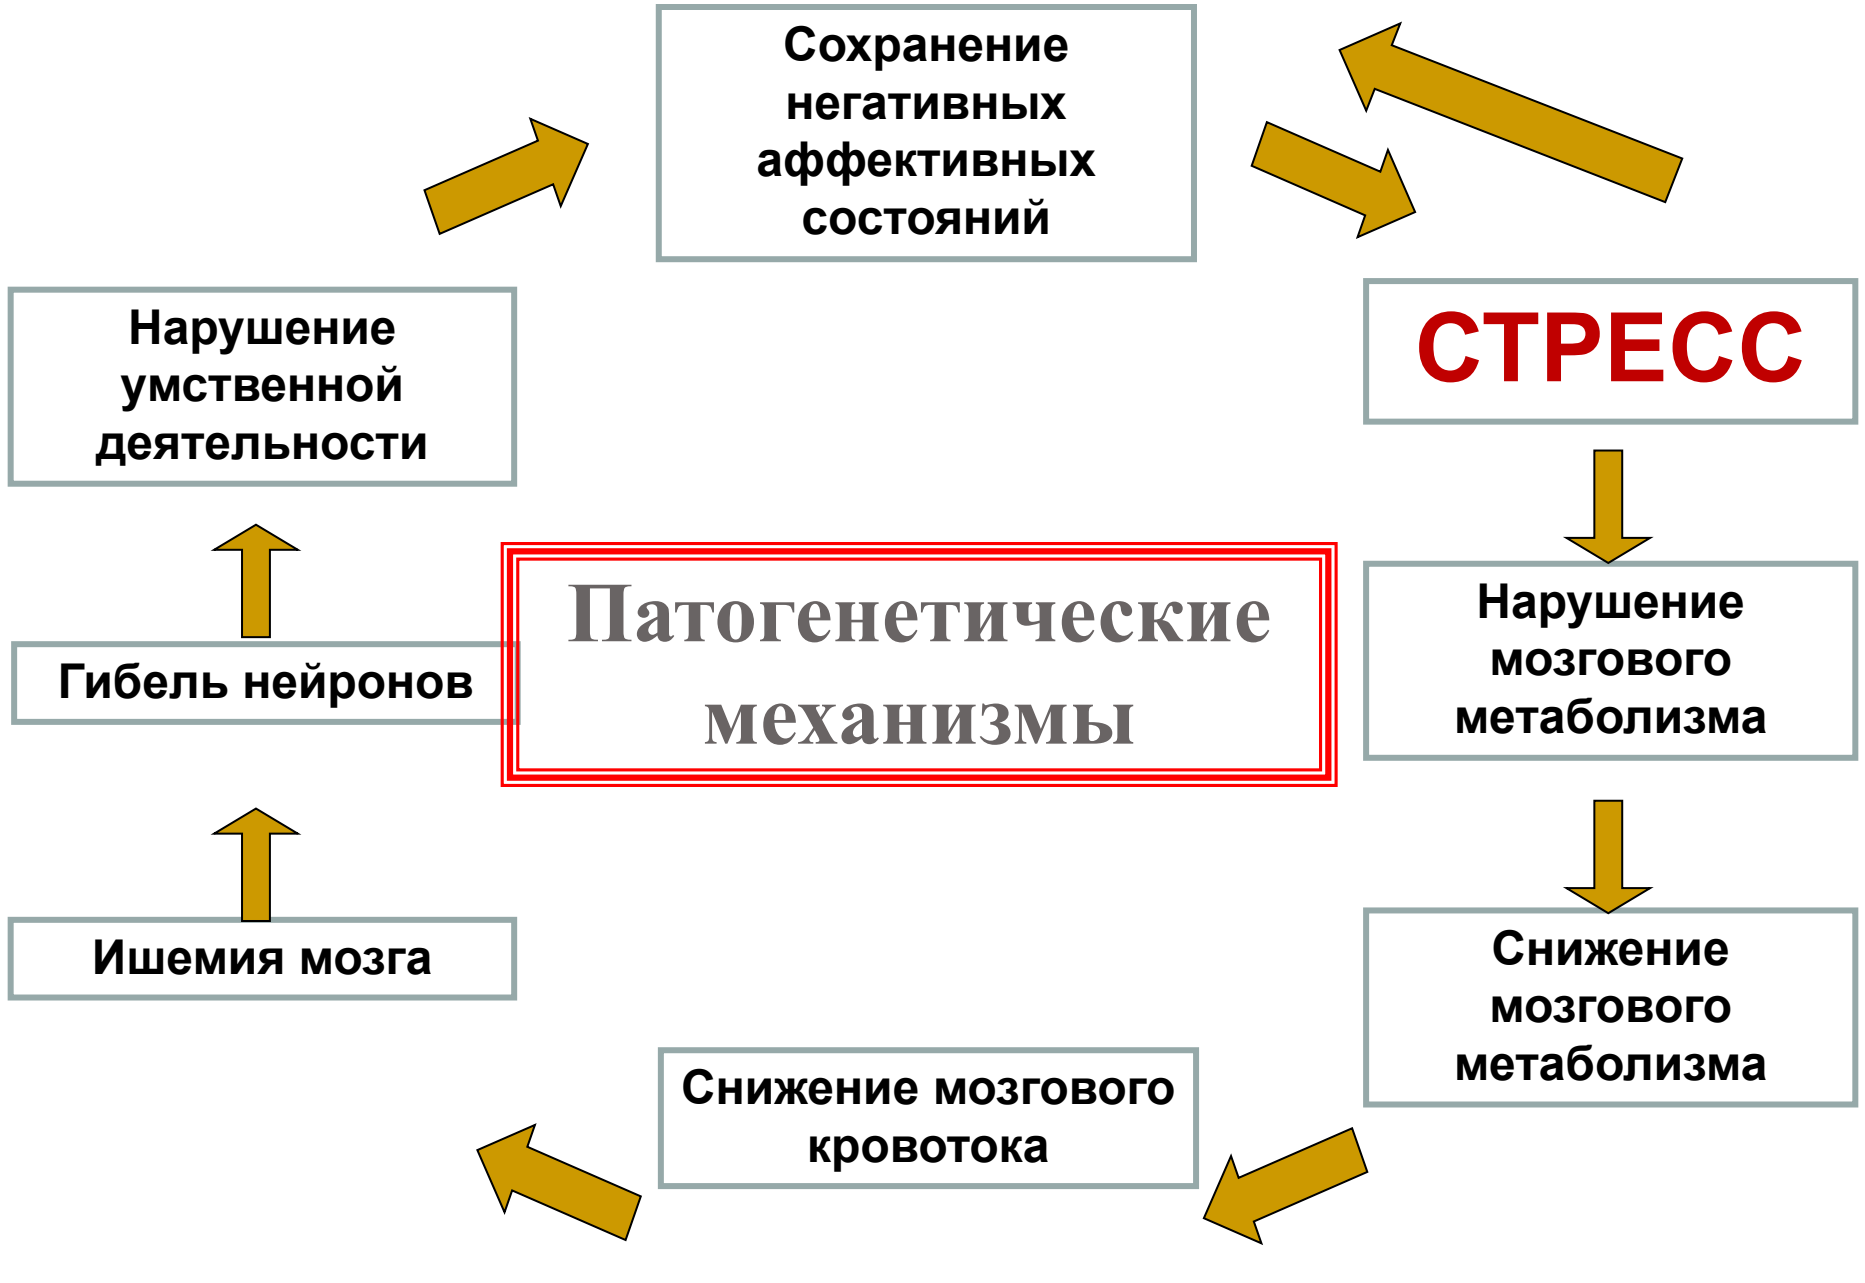 Сохранение
негативных
аффективных
состояний
СТРЕСС
Нарушение
мозгового
метаболизма
Снижение
мозгового
метаболизма
Снижение мозгового
кровотока
Ишемия мозга
Гибель нейронов
Нарушение
умственной
деятельности
Патогенетические
механизмы